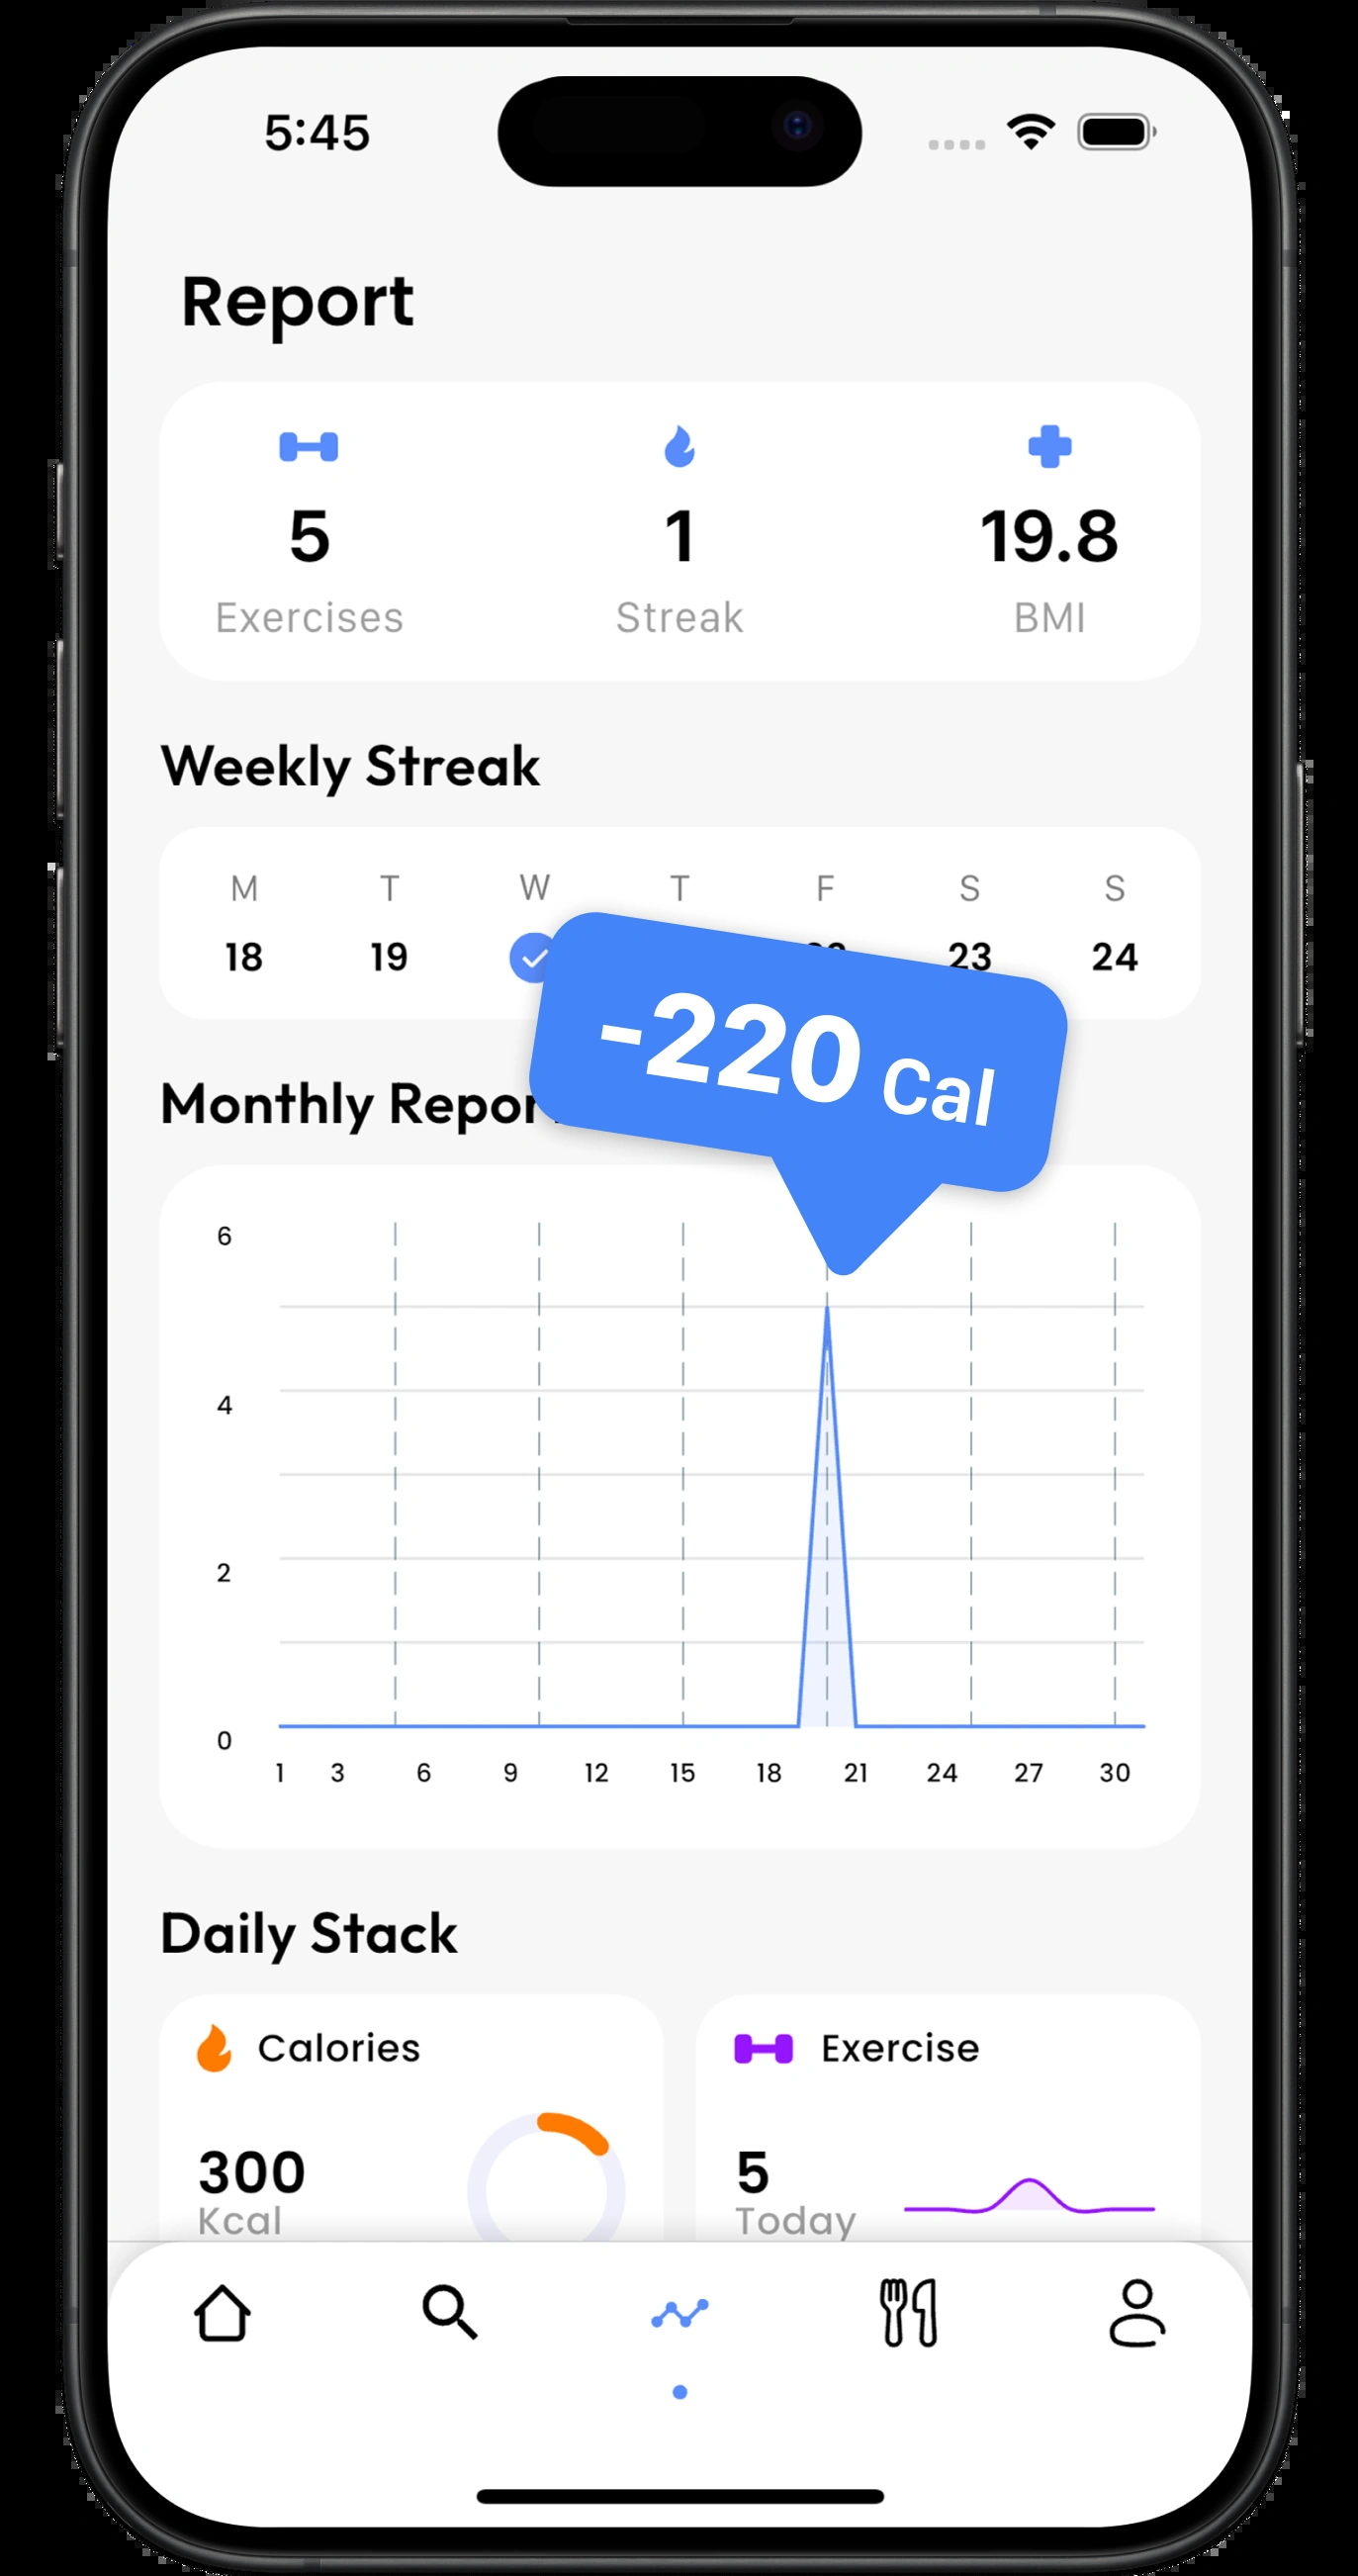 5:45
Report
5 1 19.8
Exercises Streak BMI
Weekly Streak
M T W T F S S
18 19 23 24
-220 Cal
Monthly Repor
6
4
2
0
1 3 6 9 12 15 18 21 24 27 30
Daily Stack
Calories Exercise
300 5
Kcal Today